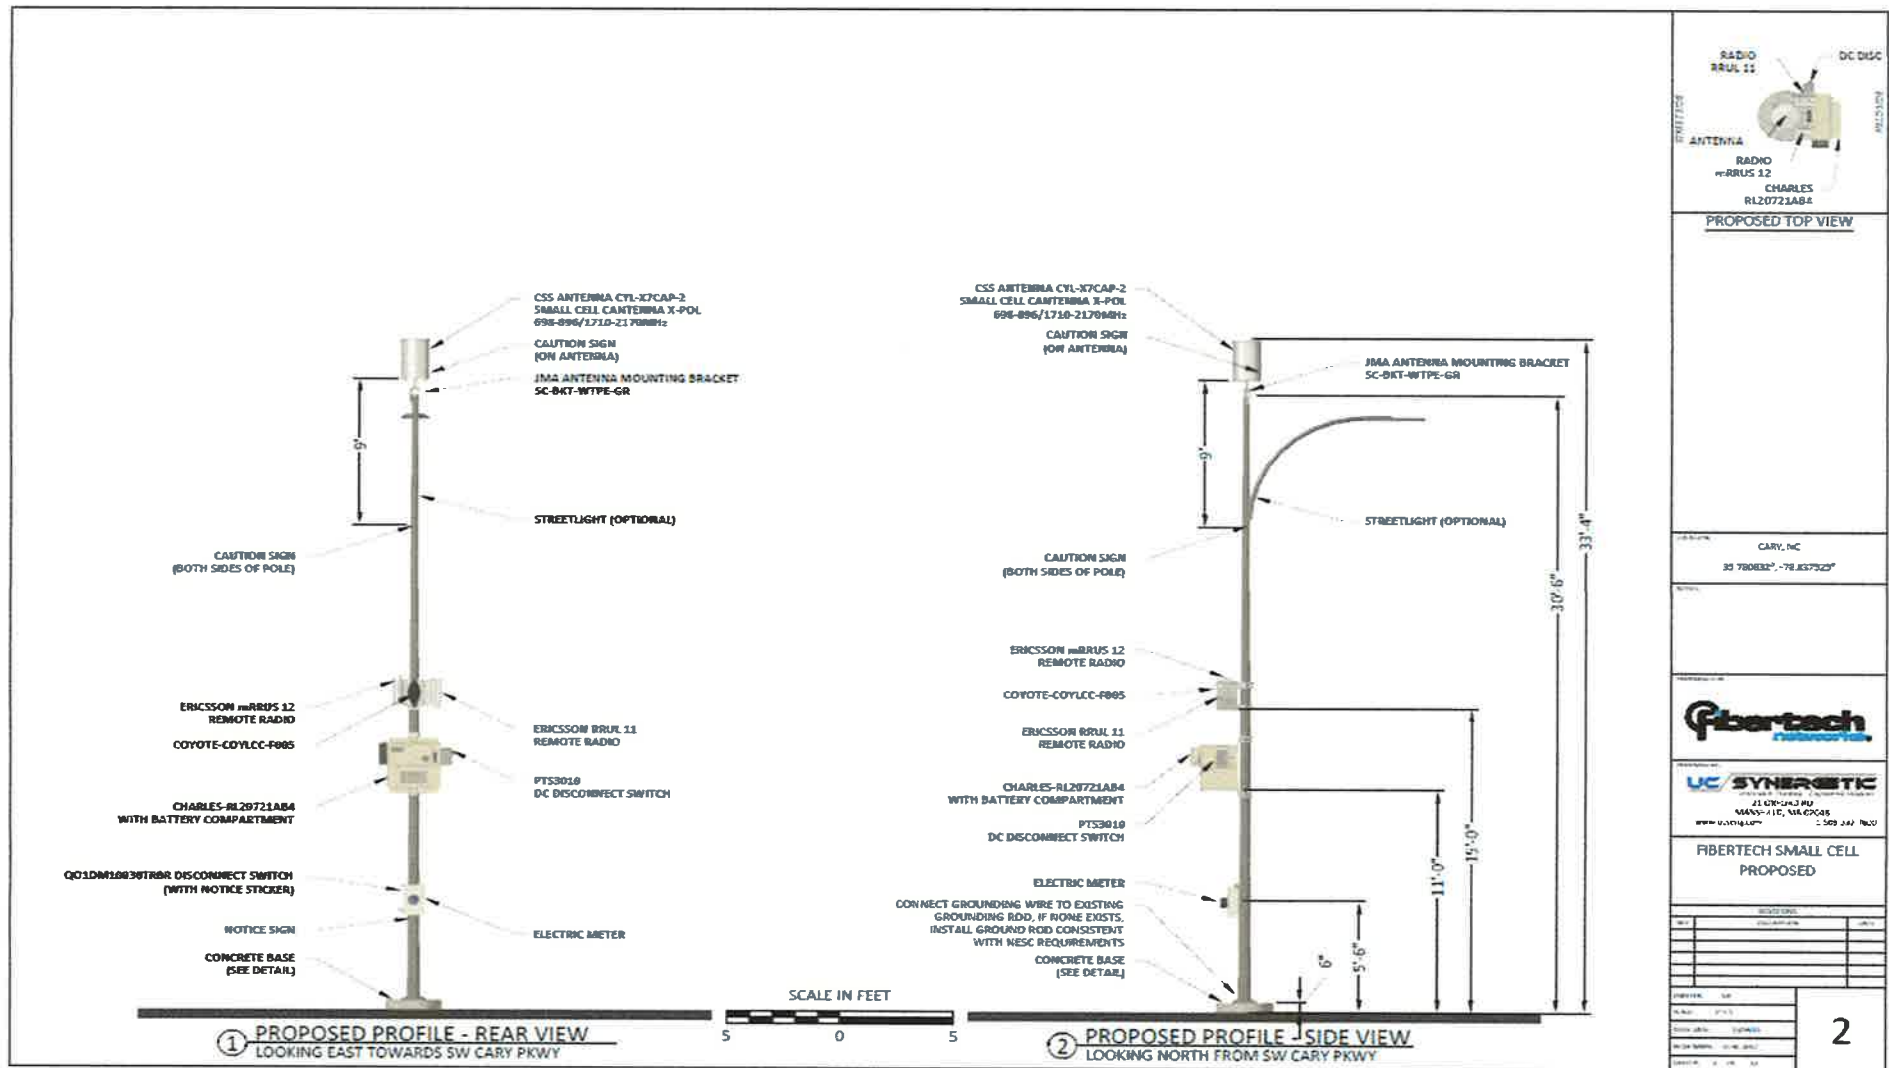 CSS ANTENNA CYL-X7CAP-2
SMALL CELL CANTENNA X-POL
698-896/1710-2170MHz
CAUTION SIGN
(ON ANTENNA)
JMA ANTENNA MOUNTING BRACKET
SC-BKT-WTPE-GR
9'
STREETLIGHT (OPTIONAL)
CAUTION SIGN
(BOTH SIDES OF POLE)
ERICSSON mRRUS 12
REMOTE RADIO
COYOTE-COYLCC-F005
ERICSSON RRUL 11
REMOTE RADIO
PTS3010
DC DISCONNECT SWITCH
CHARLES-RL20721AB4
WITH BATTERY COMPARTMENT
DISCONNECT SWITCH
(WITH NOTICE STICKER)
NOTICE SIGN
ELECTRIC METER
CONCRETE BASE
(SEE DETAIL)
1 PROPOSED PROFILE - REAR VIEW
LOOKING EAST TOWARDS SW CARY PKWY
SCALE IN FEET
5 0 5
CSS ANTENNA CYL-X7CAP-2
SMALL CELL CANTENNA X-POL
698-896/1710-2170MHz
CAUTION SIGN
(ON ANTENNA)
JMA ANTENNA MOUNTING BRACKET
SC-BKT-WTPE-GR
9'
STREETLIGHT (OPTIONAL)
33'-4"
30'-6"
CAUTION SIGN
(BOTH SIDES OF POLE)
ERICSSON mRRUS 12
REMOTE RADIO
COYOTE-COYLCC-F005
ERICSSON RRUL 11
REMOTE RADIO
CHARLES-RL20721AB4
WITH BATTERY COMPARTMENT
PTS3010
DC DISCONNECT SWITCH
15'-0"
11'-0"
ELECTRIC METER
CONNECT GROUNDING WIRE TO EXISTING
GROUNDING ROD, IF NONE EXISTS,
INSTALL GROUND ROD CONSISTENT
WITH NESC REQUIREMENTS
CONCRETE BASE
(SEE DETAIL)
6"
5'-6"
2 PROPOSED PROFILE - SIDE VIEW
LOOKING NORTH FROM SW CARY PKWY
RADIO
RRUL 11
DC DISC
ANTENNA
RADIO
mRRUS 12
CHARLES
RL20721AB4
PROPOSED TOP VIEW
CARY, NC
Fibertech
networks
UC SYNERGETIC
FIBERTECH SMALL CELL
PROPOSED
REVISIONS
2